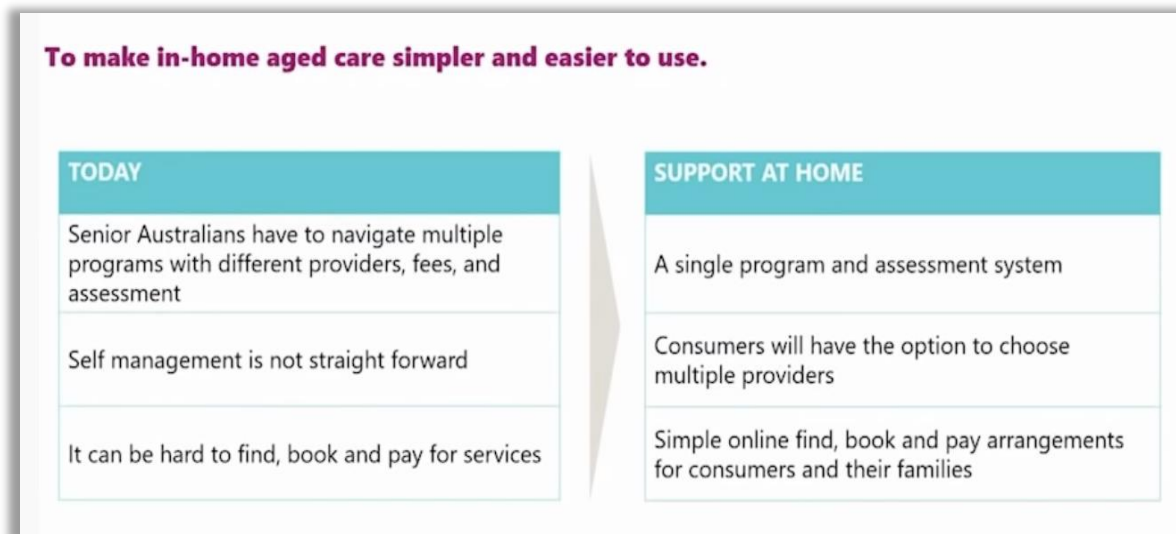 To make in-home aged care simpler and easier to use.
TODAY
Senior Australians have to navigate multiple
programs with different providers, fees, and
assessment
Self management is not straight forward
It can be hard to find, book and pay for services
SUPPORT AT HOME
A single program and assessment system
Consumers will have the option to choose
multiple providers
Simple online find, book and pay arrangements
for consumers and their families